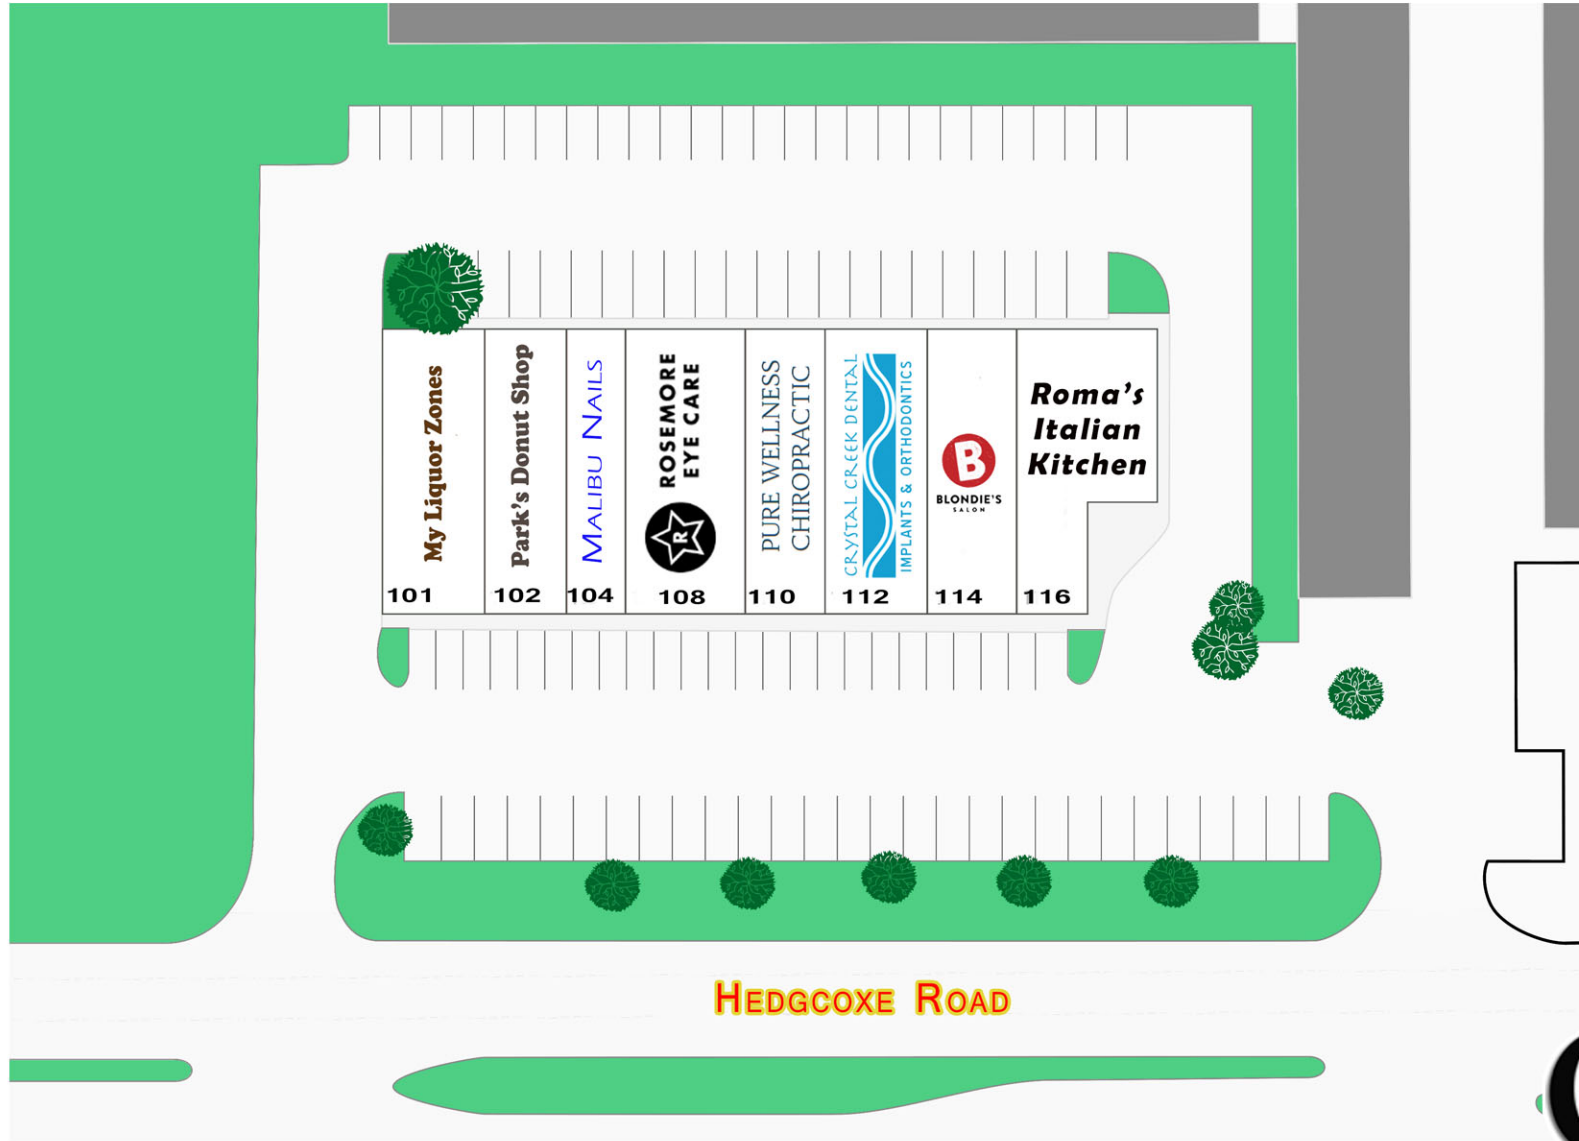 My Liquor Zones
101
Park's Donut Shop
102
MALIBU NAILS
104
ROSEMORE
EYE CARE
R
108
PURE WELLNESS
CHIROPRACTIC
110
CRYSTAL CREEK DENTAL
IMPLANTS & ORTHODONTICS
112
B
BLONDIE'S
SALON
114
Roma's
Italian
Kitchen
116
HEDGCOXE ROAD